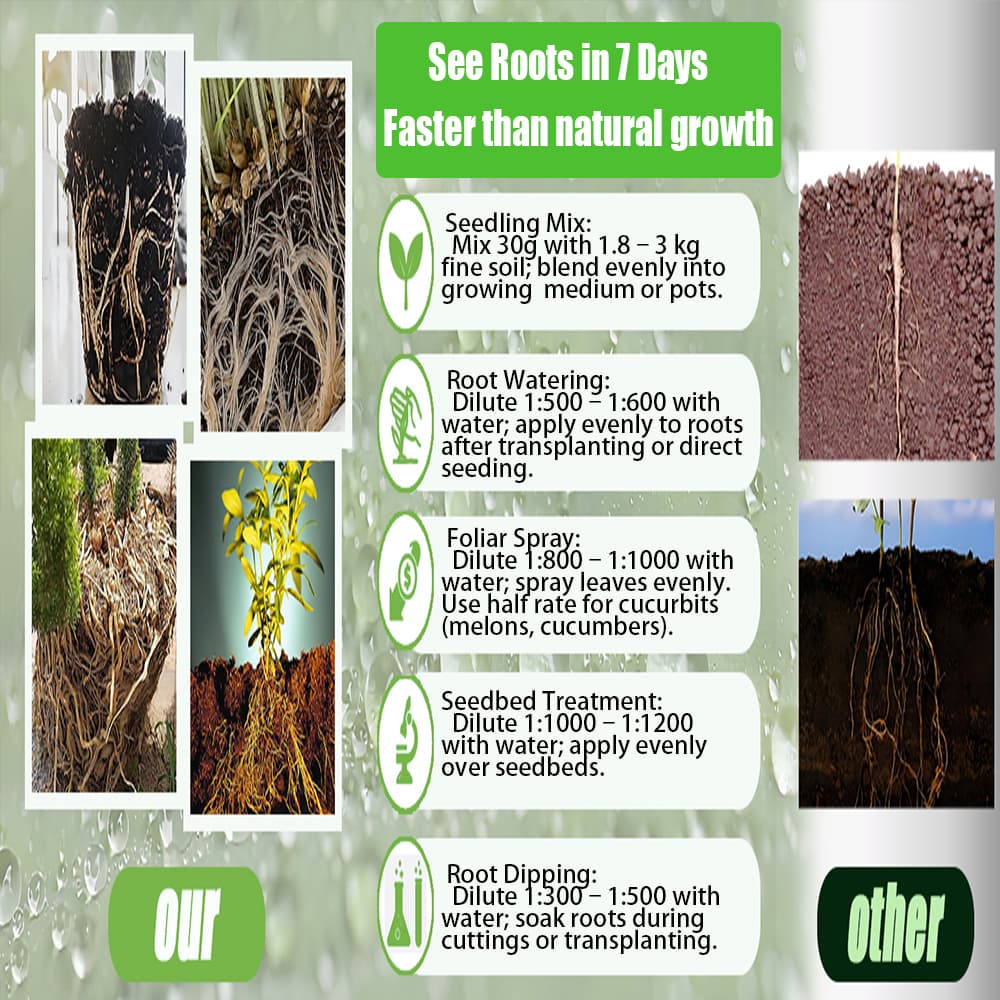 See Roots in 7 Days
Faster than natural growth
Seedling Mix:
Mix 30g with 1.8 – 3 kg
fine soil; blend evenly into
growing medium or pots.
Root Watering:
Dilute 1:500 – 1:600 with
water; apply evenly to roots
after transplanting or direct
seeding.
Foliar Spray:
Dilute 1:800 – 1:1000 with
water; spray leaves evenly.
Use half rate for cucurbits
(melons, cucumbers).
$
Seedbed Treatment:
Dilute 1:1000 – 1:1200
with water; apply evenly
over seedbeds.
Root Dipping:
Dilute 1:300 – 1:500 with
water; soak roots during
cuttings or transplanting.
our
other